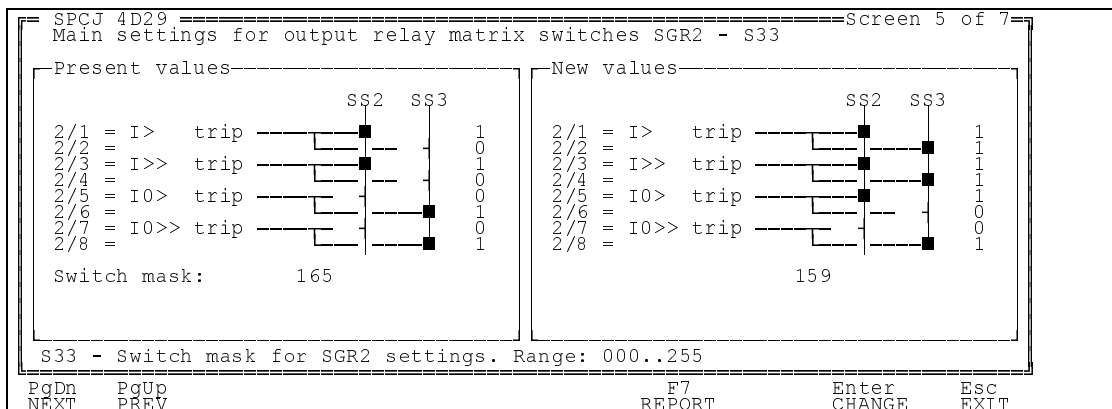 SPCJ 4D29 Screen 5 of 7
Main settings for output relay matrix switches SGR2 - S33
Present values New values
SS2 SS3 SS2 SS3
2/1 = I> trip 1 2/1 = I> trip 1
2/2 = 0 2/2 = 1
2/3 = I>> trip 1 2/3 = I>> trip 1
2/4 = 0 2/4 = 1
2/5 = I0> trip 0 2/5 = I0> trip 1
2/6 = 1 2/6 = 0
2/7 = I0>> trip 0 2/7 = I0>> trip 0
2/8 = 1 2/8 = 1
Switch mask: 165 159
S33 - Switch mask for SGR2 settings. Range: 000..255
PgDn PgUp F7 Enter Esc
NEXT PREV REPORT CHANGE EXIT